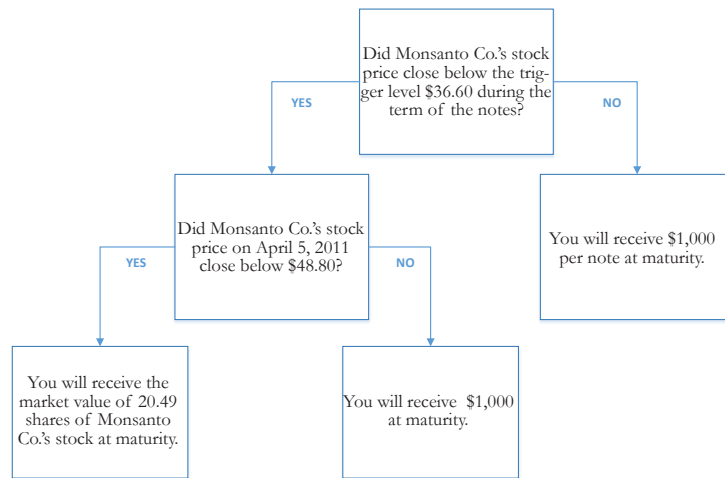 Did Monsanto Co.'s stock
price close below the trig-
ger level $36.60 during the
term of the notes?
YES
NO
Did Monsanto Co.'s stock
price on April 5, 2011
close below $48.80?
You will receive $1,000
per note at maturity.
YES
NO
You will receive the
market value of 20.49
shares of Monsanto
Co.'s stock at maturity.
You will receive $1,000
at maturity.